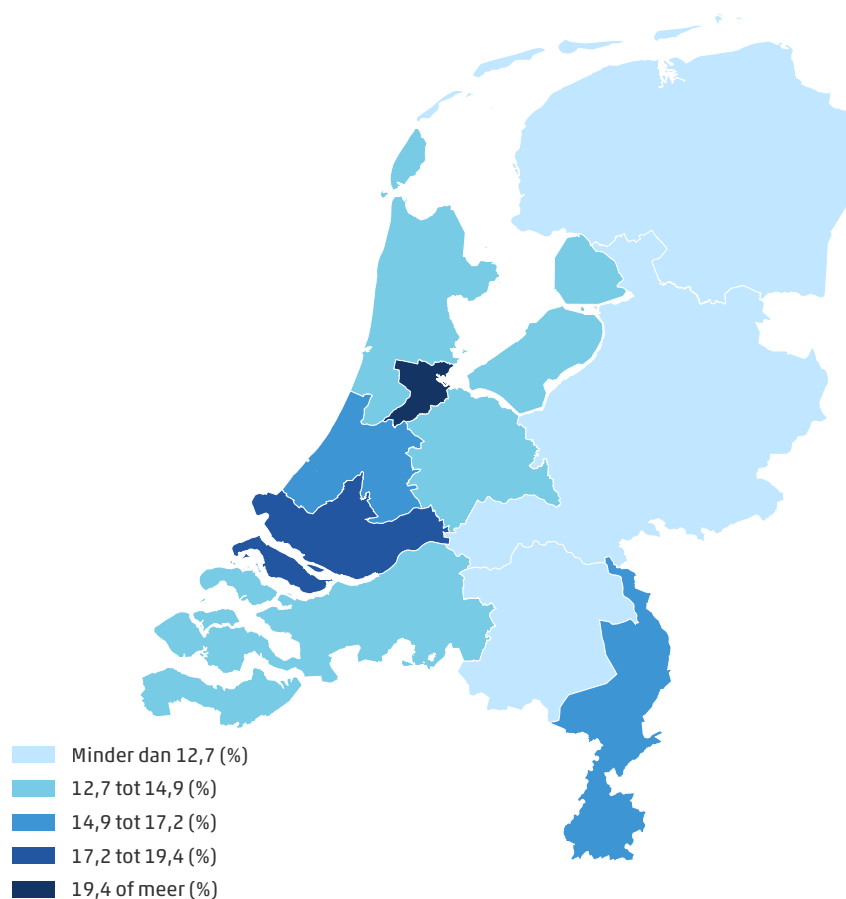 Minder dan 12,7 (%)
12,7 tot 14,9 (%)
14,9 tot 17,2 (%)
17,2 tot 19,4 (%)
19,4 of meer (%)